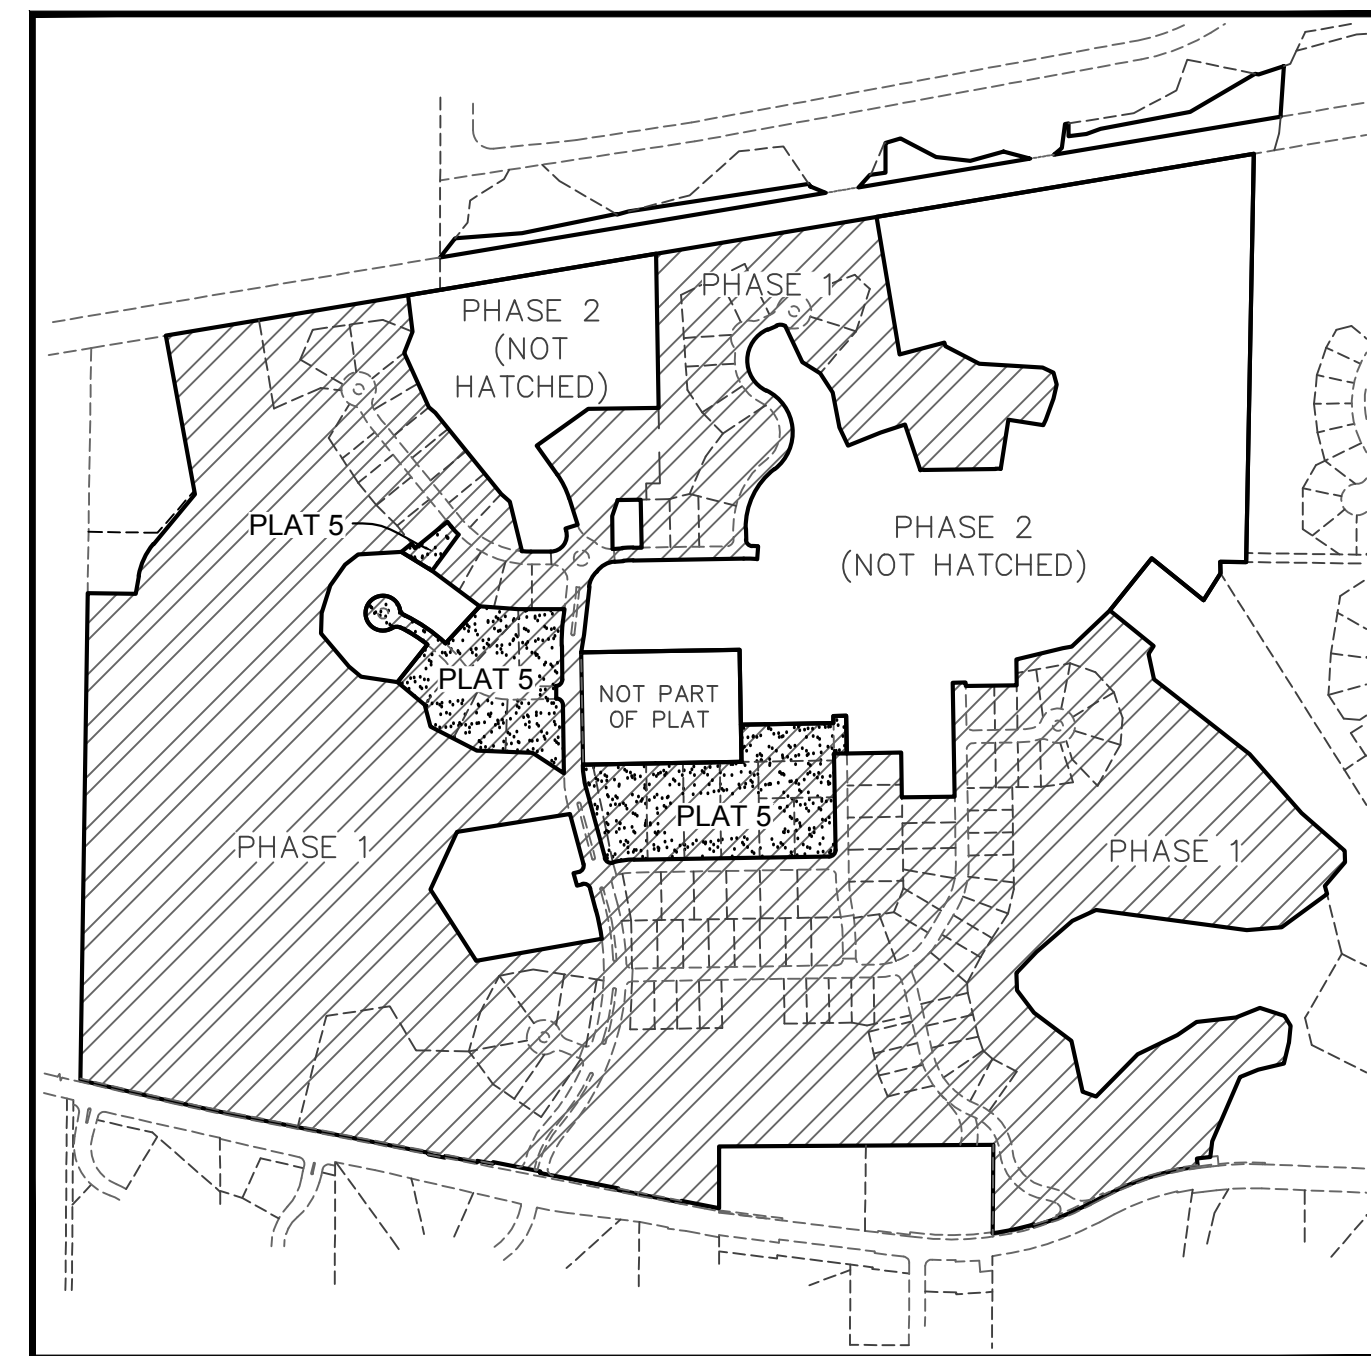 PHASE 1
PHASE 2
(NOT
HATCHED)
PLAT 5
PHASE 2
(NOT HATCHED)
PLAT 5
NOT PART
OF PLAT
PLAT 5
PHASE 1
PHASE 1